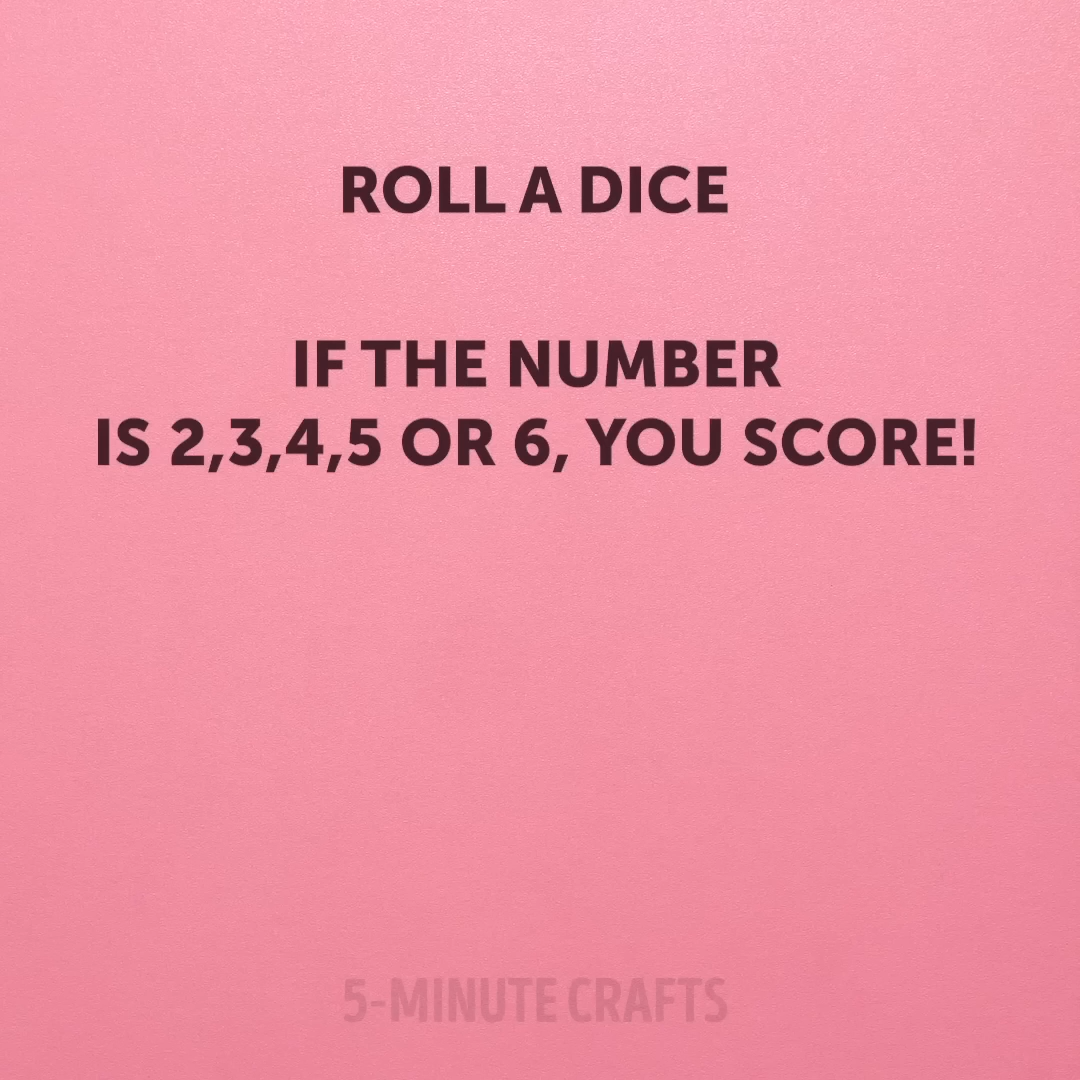 ROLL A DICE
IF THE NUMBER
IS 2,3,4,5 OR 6, YOU SCORE!
5-MINUTE CRAFTS